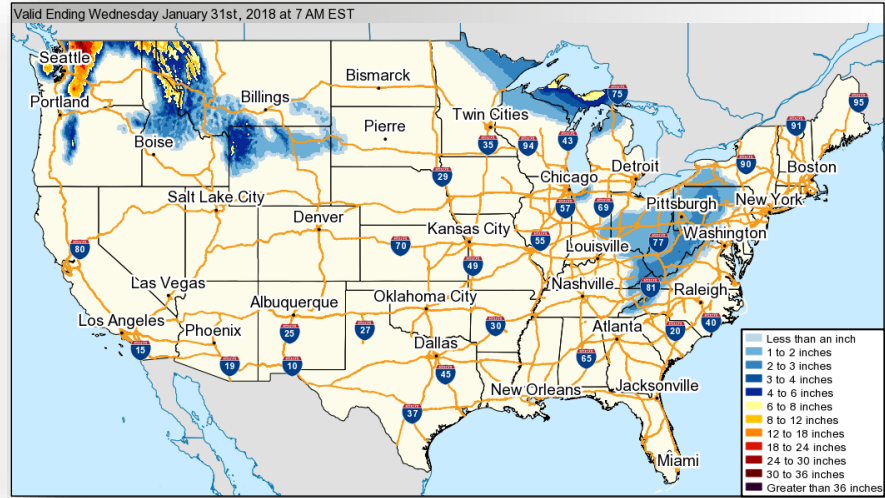 Valid Ending Wednesday January 31st, 2018 at 7 AM EST
Seattle
Portland
Billings
Bismarck
Boise
Pierre
Twin Cities
75
95
91
35
94
43
90
Boston
Detroit
Chicago
29
Salt Lake City
57
69
Pittsburgh
New York
Denver
Kansas City
Washington
80
70
55
77
Louisville
49
Las Vegas
Nashville
81
Raleigh
Albuquerque
Oklahoma City
Los Angeles
Phoenix
25
27
30
Atlanta
20
40
15
Dallas
19
10
45
65
New Orleans
Jacksonville
37
Miami
Less than an inch
1 to 2 inches
2 to 3 inches
3 to 4 inches
4 to 6 inches
6 to 8 inches
8 to 12 inches
12 to 18 inches
18 to 24 inches
24 to 30 inches
30 to 36 inches
Greater than 36 inches